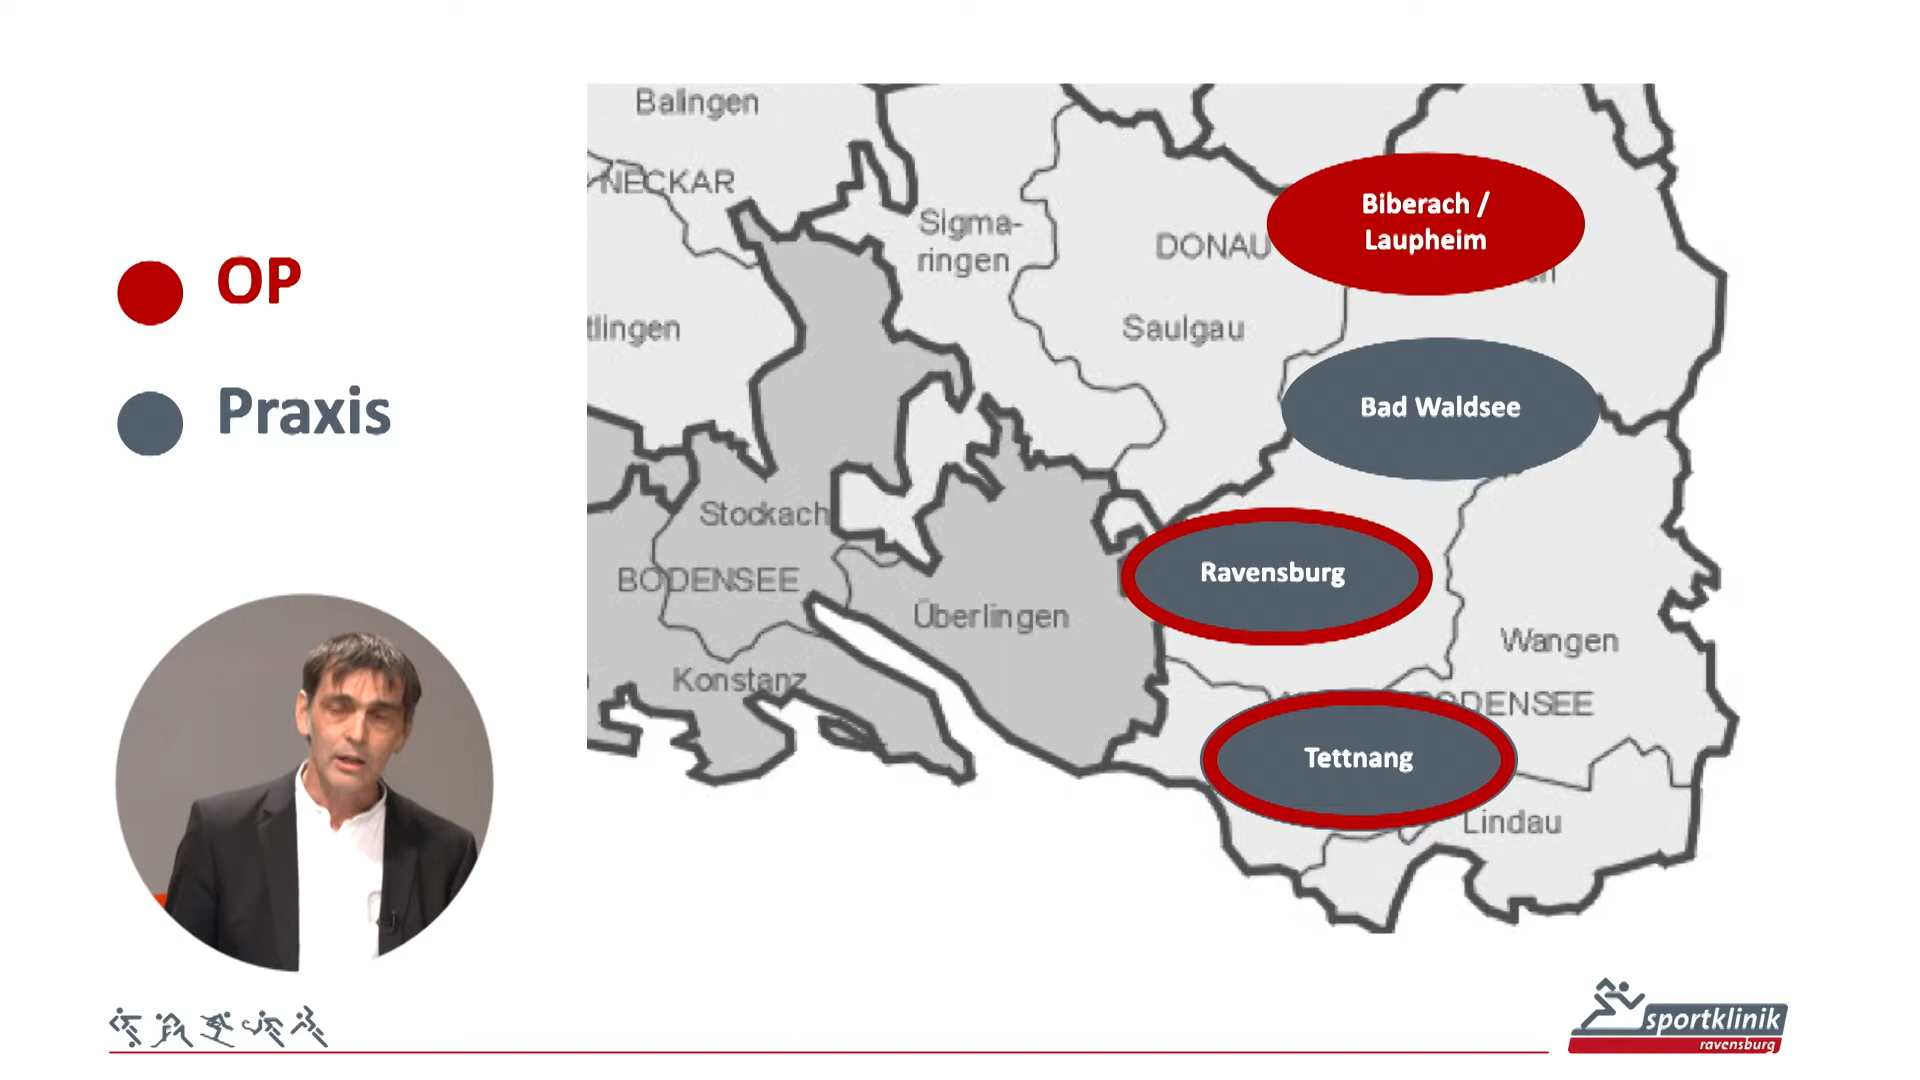 OP
Praxis
Balingen
NECKAR
Sigma-
ringen
DONAU
Biberach /
Laupheim
tlingen
Saulgau
Bad Waldsee
Stockach
BODENSEE
Überlingen
Ravensburg
Wangen
Konstanz
BODENSEE
Tettnang
Lindau
sportklinik
ravensburg